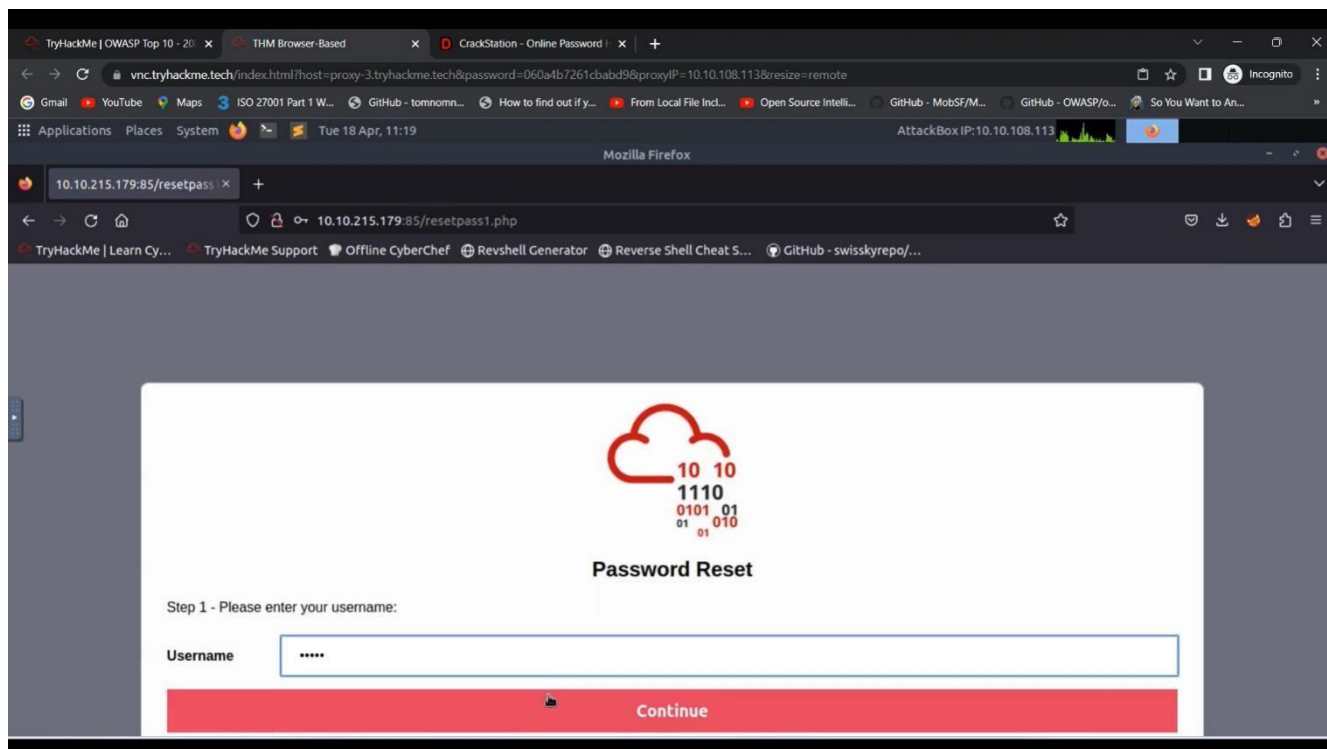 TryHackMe | OWASP Top 10 - 20 THM Browser-Based CrackStation - Online Password
vnc.tryhackme.tech/index.html?host=proxy-3.tryhackme.tech&password=060a4b7261cbabd9&proxyIP=10.10.108.113&resize=remote Incognito
Gmail YouTube Maps ISO 27001 Part 1 W... GitHub - tomnomn... How to find out if y... From Local File Incl... Open Source Intelli... GitHub - MobSF/M... GitHub - OWASP/o... So You Want to An... »
Applications Places System Tue 18 Apr, 11:19 AttackBox IP:10.10.108.113
Mozilla Firefox
10.10.215.179:85/resetpass
10.10.215.179:85/resetpass1.php
TryHackMe | Learn Cy... TryHackMe Support Offline CyberChef Revshell Generator Reverse Shell Cheat S... GitHub - swisskyrepo/...
10 10
1110
0101 01
01 010
01
Password Reset
Step 1 - Please enter your username:
Username •••••
Continue